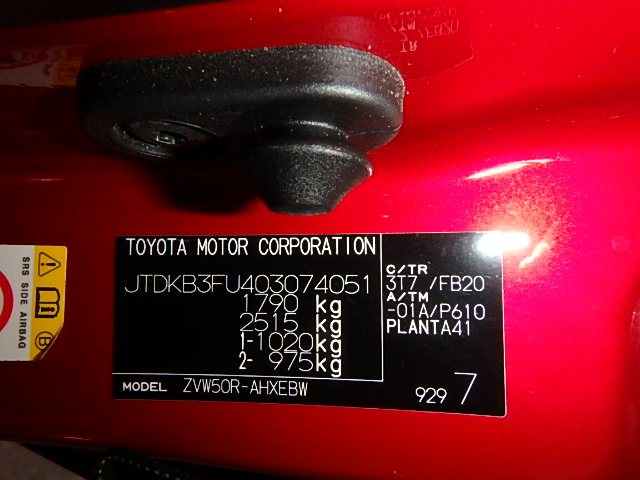 TOYOTA MOTOR CORPORATION
JTDKB3FU403074051
1790 kg
2515 kg
1-1020kg
2- 975kg
MODEL ZVW50R-AHXEBW
C/TR
3T7 /FB20
A/TM
-01A/P610
PLANTA41
929 7
SRS SIDE AIRBAG
B